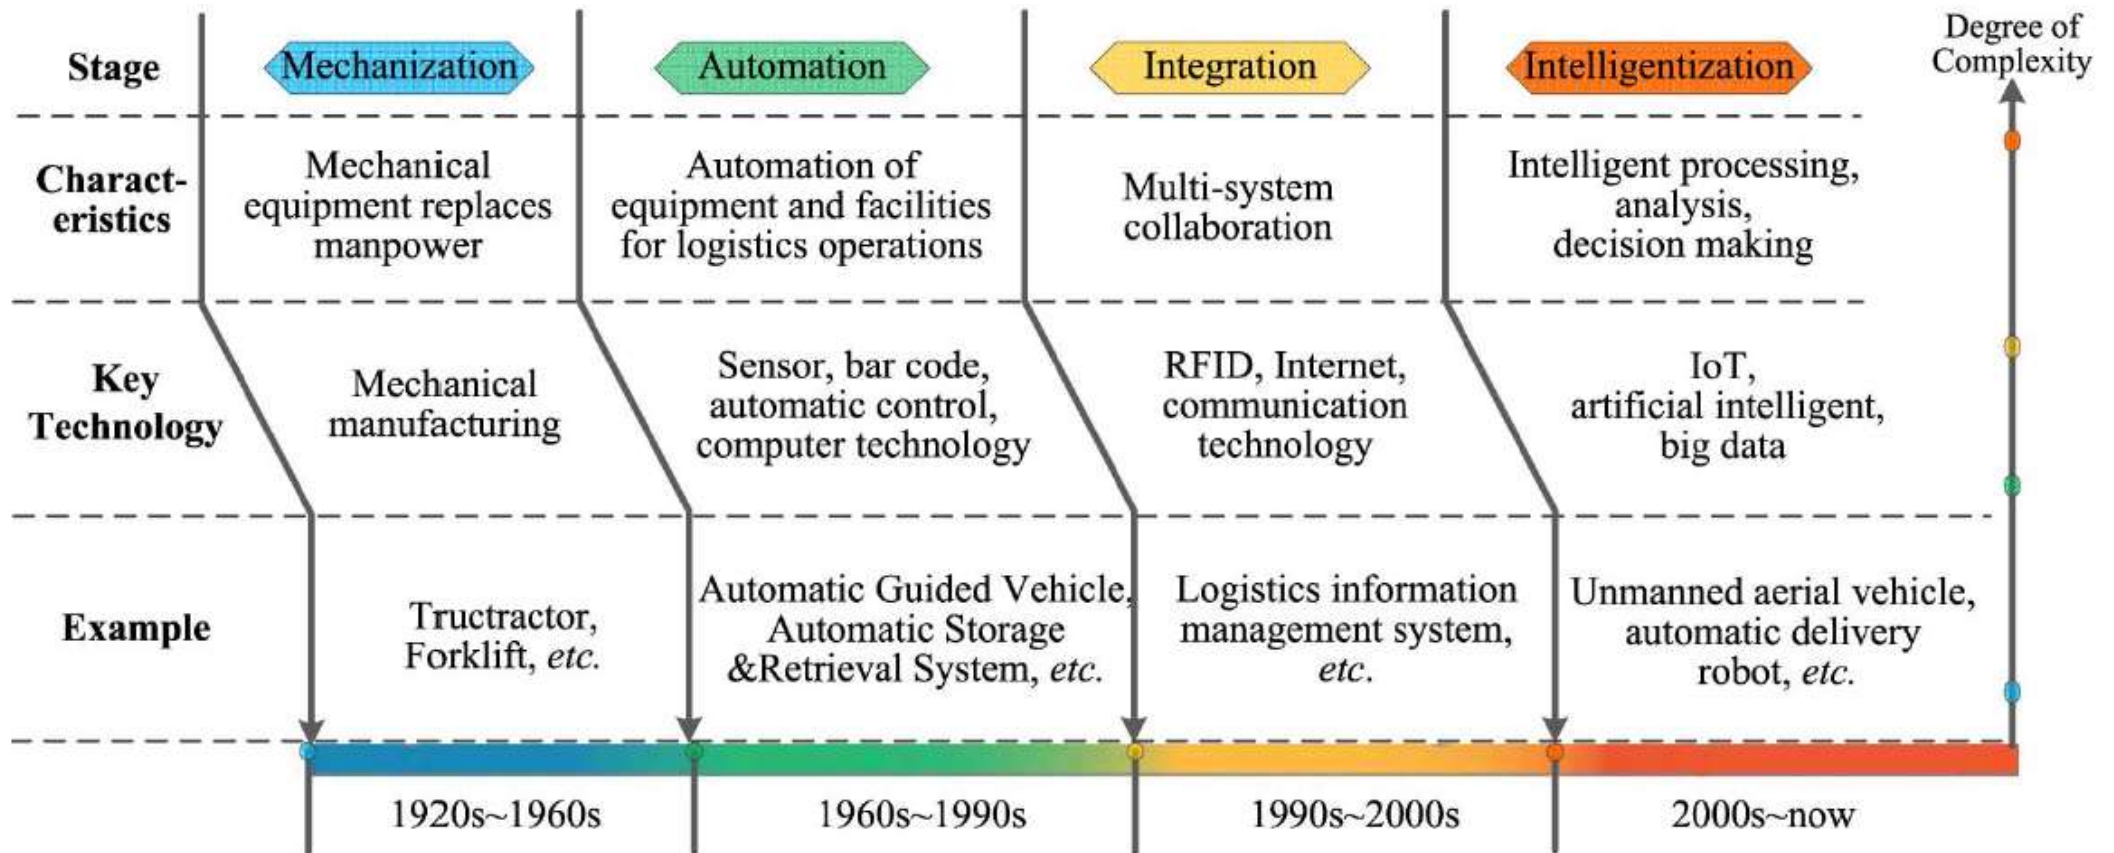 Stage
Mechanization
Automation
Integration
Intelligentization
Degree of
Complexity
Charact-
eristics
Mechanical
equipment replaces
manpower
Automation of
equipment and facilities
for logistics operations
Multi-system
collaboration
Intelligent processing,
analysis,
decision making
Key
Technology
Mechanical
manufacturing
Sensor, bar code,
automatic control,
computer technology
RFID, Internet,
communication
technology
IoT,
artificial intelligent,
big data
Example
Tructractor,
Forklift, etc.
Automatic Guided Vehicle,
Automatic Storage
&Retrieval System, etc.
Logistics information
management system,
etc.
Unmanned aerial vehicle,
automatic delivery
robot, etc.
1920s~1960s
1960s~1990s
1990s~2000s
2000s~now